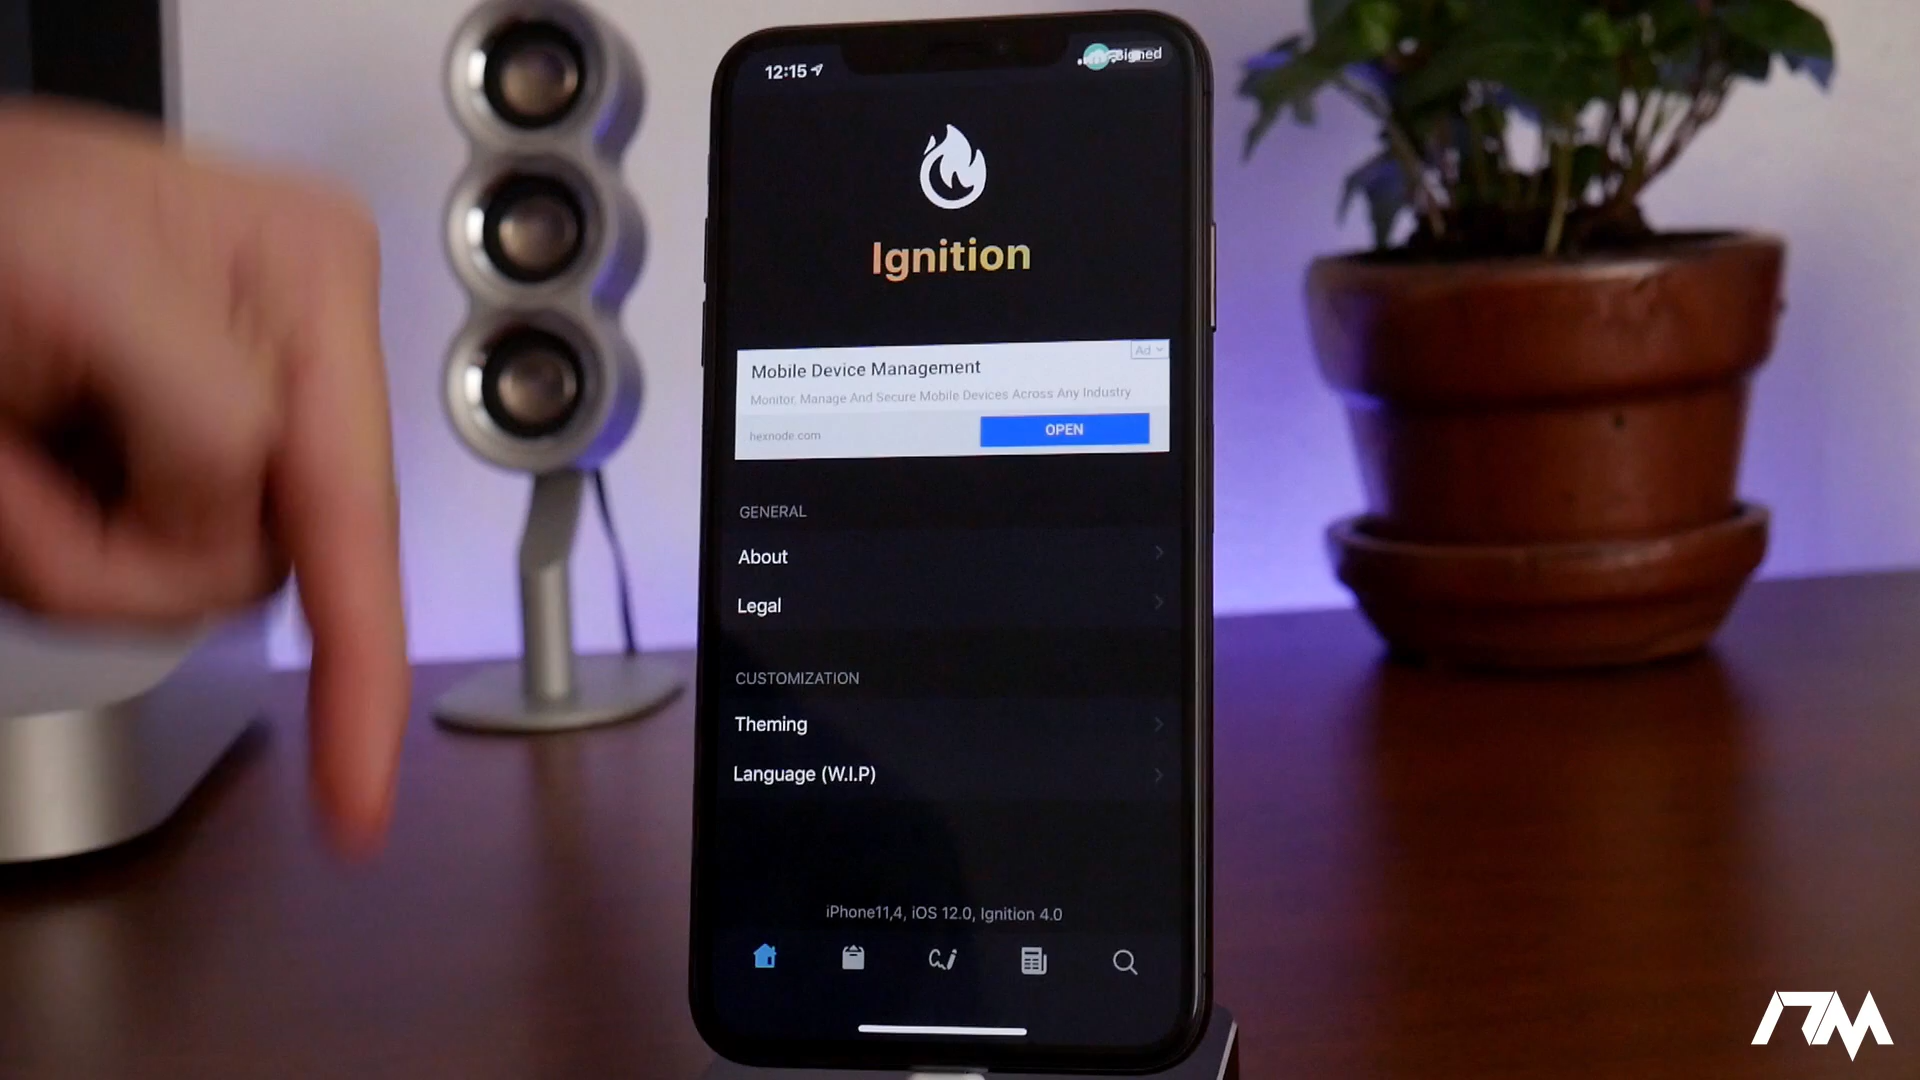 12:15
Signed
Ignition
Ad
Mobile Device Management
Monitor, Manage And Secure Mobile Devices Across Any Industry
hexnode.com
OPEN
GENERAL
About
Legal
CUSTOMIZATION
Theming
Language (W.I.P)
iPhone11,4, iOS 12.0, Ignition 4.0